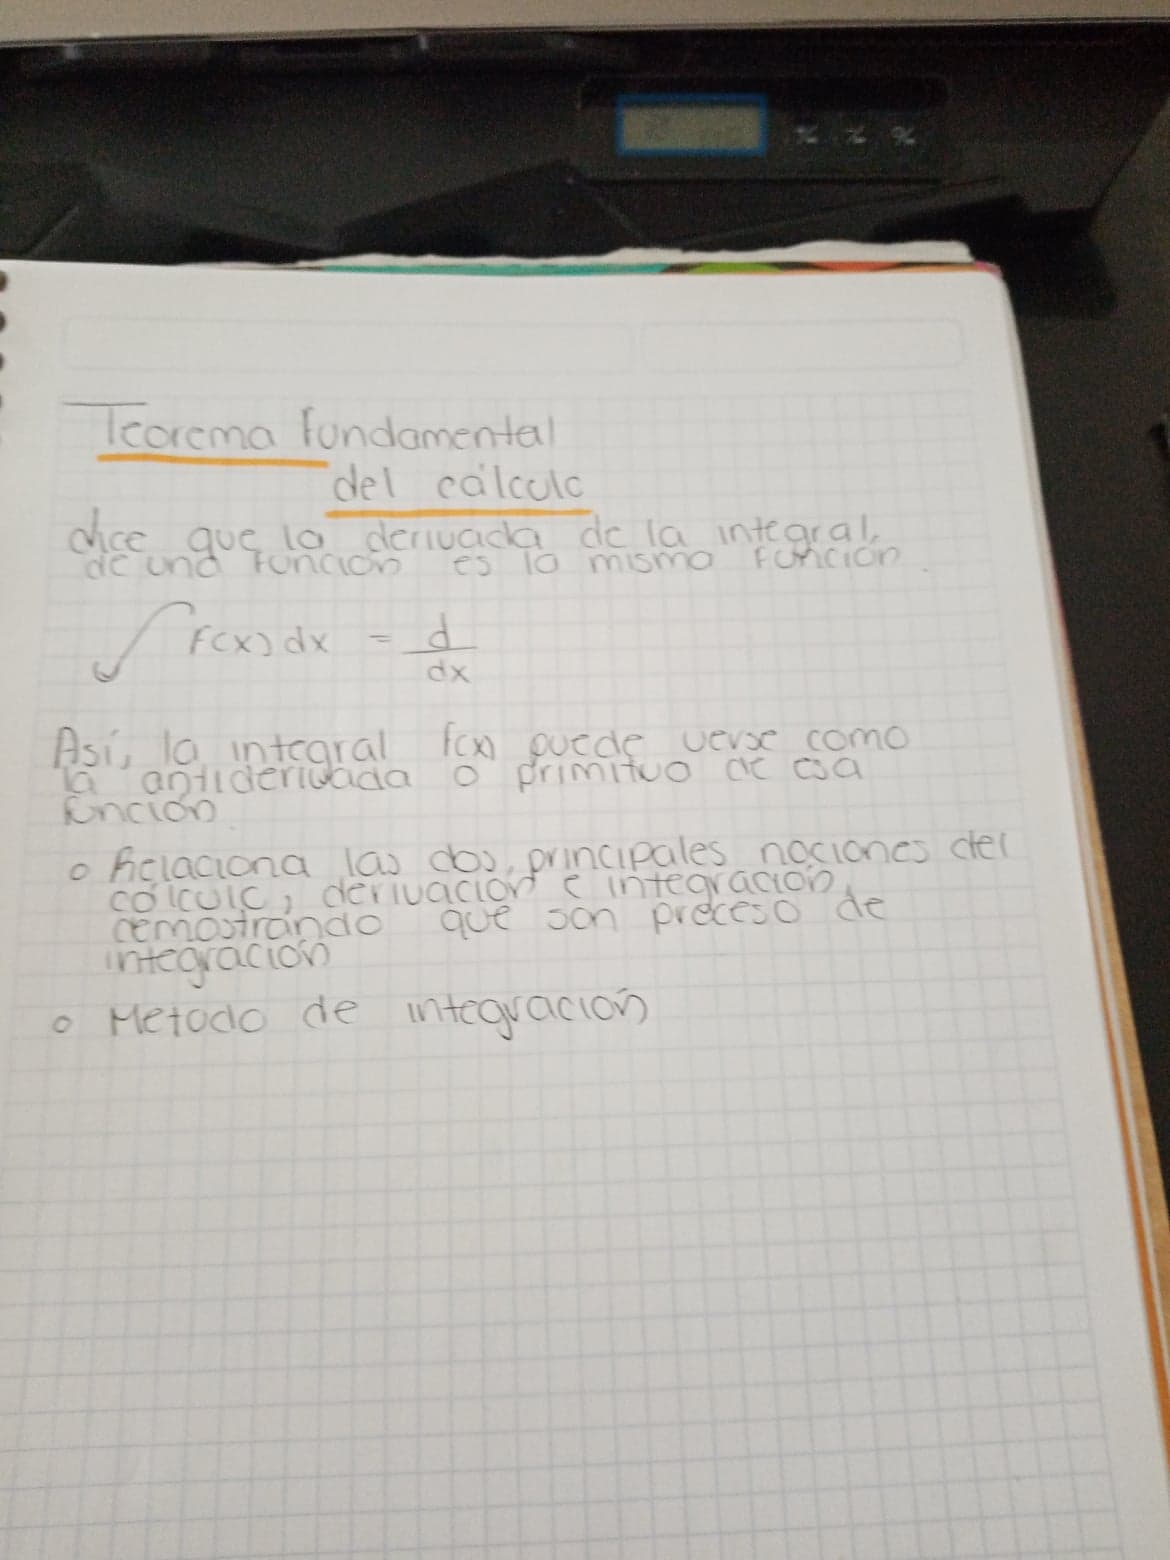 Teorema fundamental
del cálculo
dice que la derivada de la integral
de una función es la misma función.
∫ f(x) dx = d/dx
Así, la integral f(x) puede verse como
la antiderivada o primitivo de esa
función
o Relaciona las dos principales nociones del
cálculo, derivación e integración,
demostrando que son proceso de
integración
o Metodo de integración
% % %